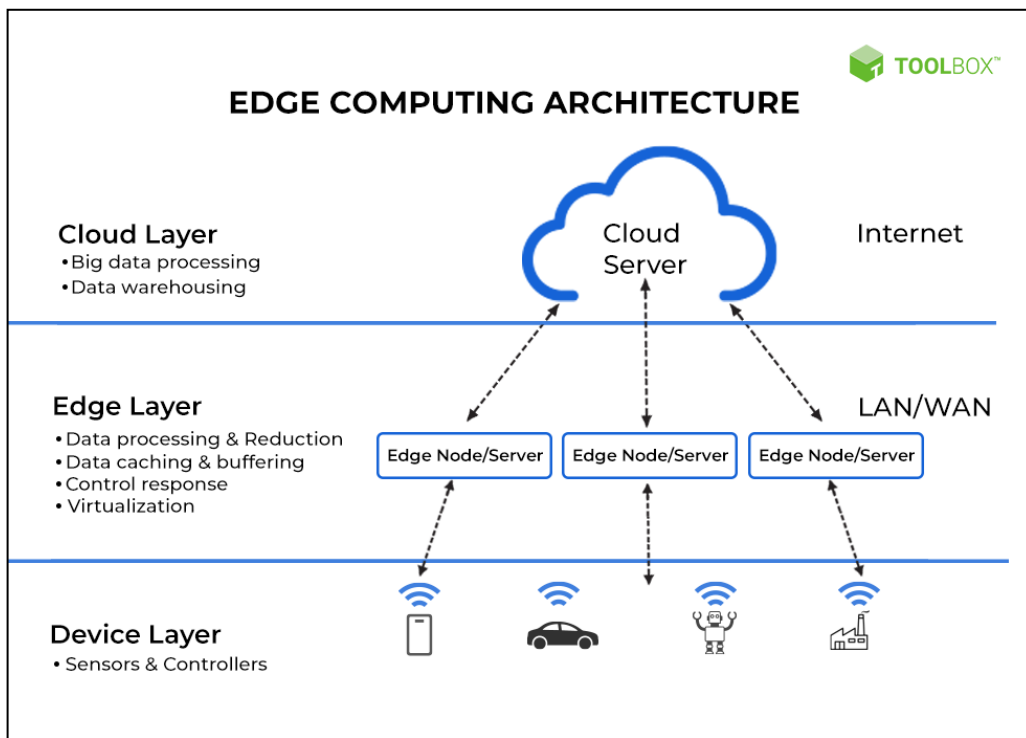 TOOLBOX™
EDGE COMPUTING ARCHITECTURE
Cloud Layer
•Big data processing
•Data warehousing
Cloud
Server
Internet
Edge Layer
•Data processing & Reduction
•Data caching & buffering
•Control response
•Virtualization
LAN/WAN
Edge Node/Server
Edge Node/Server
Edge Node/Server
Device Layer
• Sensors & Controllers